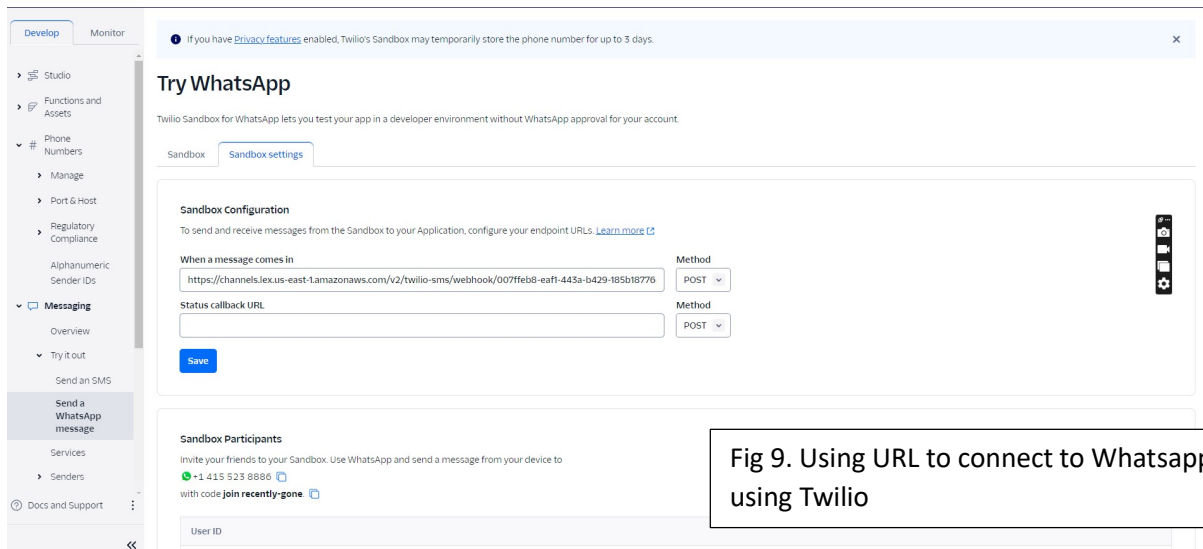 Develop Monitor
If you have Privacy features enabled, Twilio's Sandbox may temporarily store the phone number for up to 3 days.
Studio
Functions and
Assets
Phone
Numbers
Manage
Port & Host
Regulatory
Compliance
Alphanumeric
Sender IDs
Messaging
Overview
Try it out
Send an SMS
Send a
WhatsApp
message
Services
Senders
Docs and Support
Try WhatsApp
Twilio Sandbox for WhatsApp lets you test your app in a developer environment without WhatsApp approval for your account.
Sandbox Sandbox settings
Sandbox Configuration
To send and receive messages from the Sandbox to your Application, configure your endpoint URLs. Learn more
When a message comes in Method
https://channels.lex.us-east-1.amazonaws.com/v2/twilio-sms/webhook/007ffeb8-eaf1-443a-b429-185b18776 POST
Status callback URL Method
POST
Save
Sandbox Participants
Invite your friends to your Sandbox. Use WhatsApp and send a message from your device to
+1 415 523 8886
with code join recently-gone.
User ID
Fig 9. Using URL to connect to Whatsapp
using Twilio